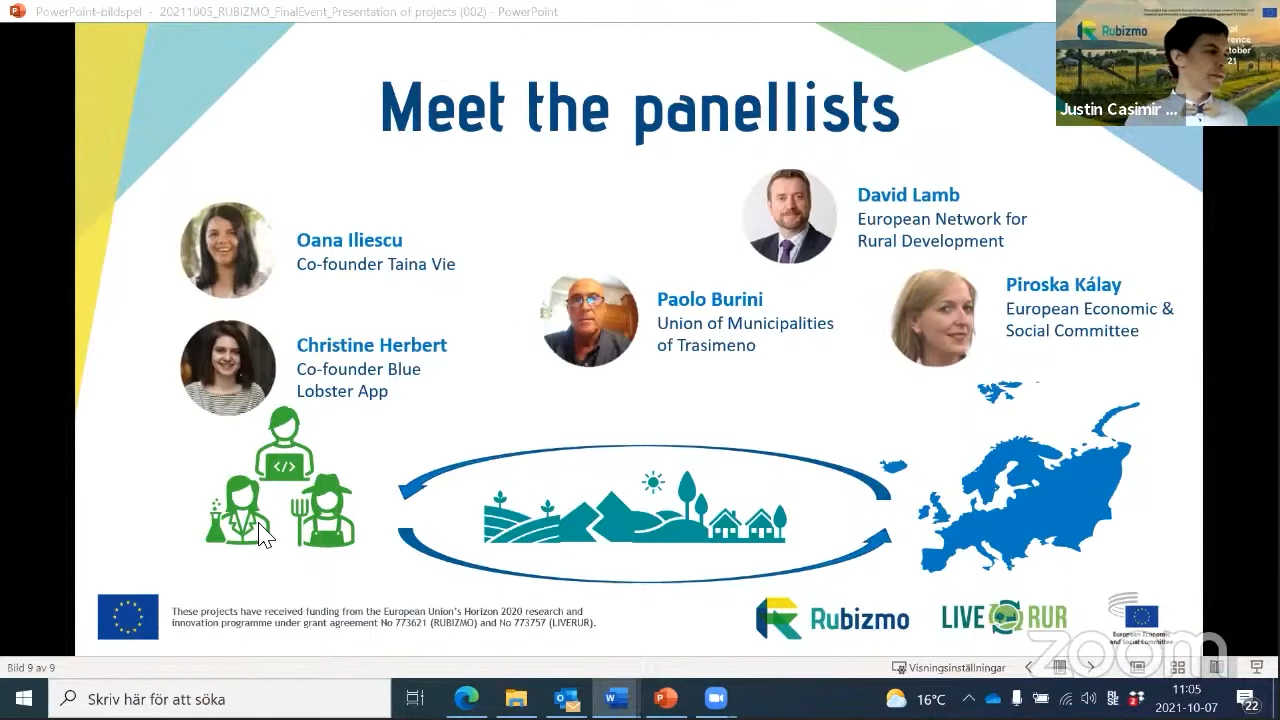 PowerPoint-bildspel - 20211005_RUBIZMO_FinalEvent_Presentation of projects (002) - PowerPoint
Rubizmo
Justin Casimir ...
Meet the panellists
Oana Iliescu
Co-founder Taina Vie
Christine Herbert
Co-founder Blue
Lobster App
Paolo Burini
Union of Municipalities
of Trasimeno
David Lamb
European Network for
Rural Development
Piroska Kálay
European Economic &
Social Committee
</>
These projects have received funding from the European Union's Horizon 2020 research and
innovation programme under grant agreement No 773621 (RUBIZMO) and No 773757 (LIVERUR).
Rubizmo
LIVE RUR
European Economic
and Social Committee
zoom
Bild 9 av 9
Visningsinställningar
Skriv här för att söka
16°C
11:05
2021-10-07
22